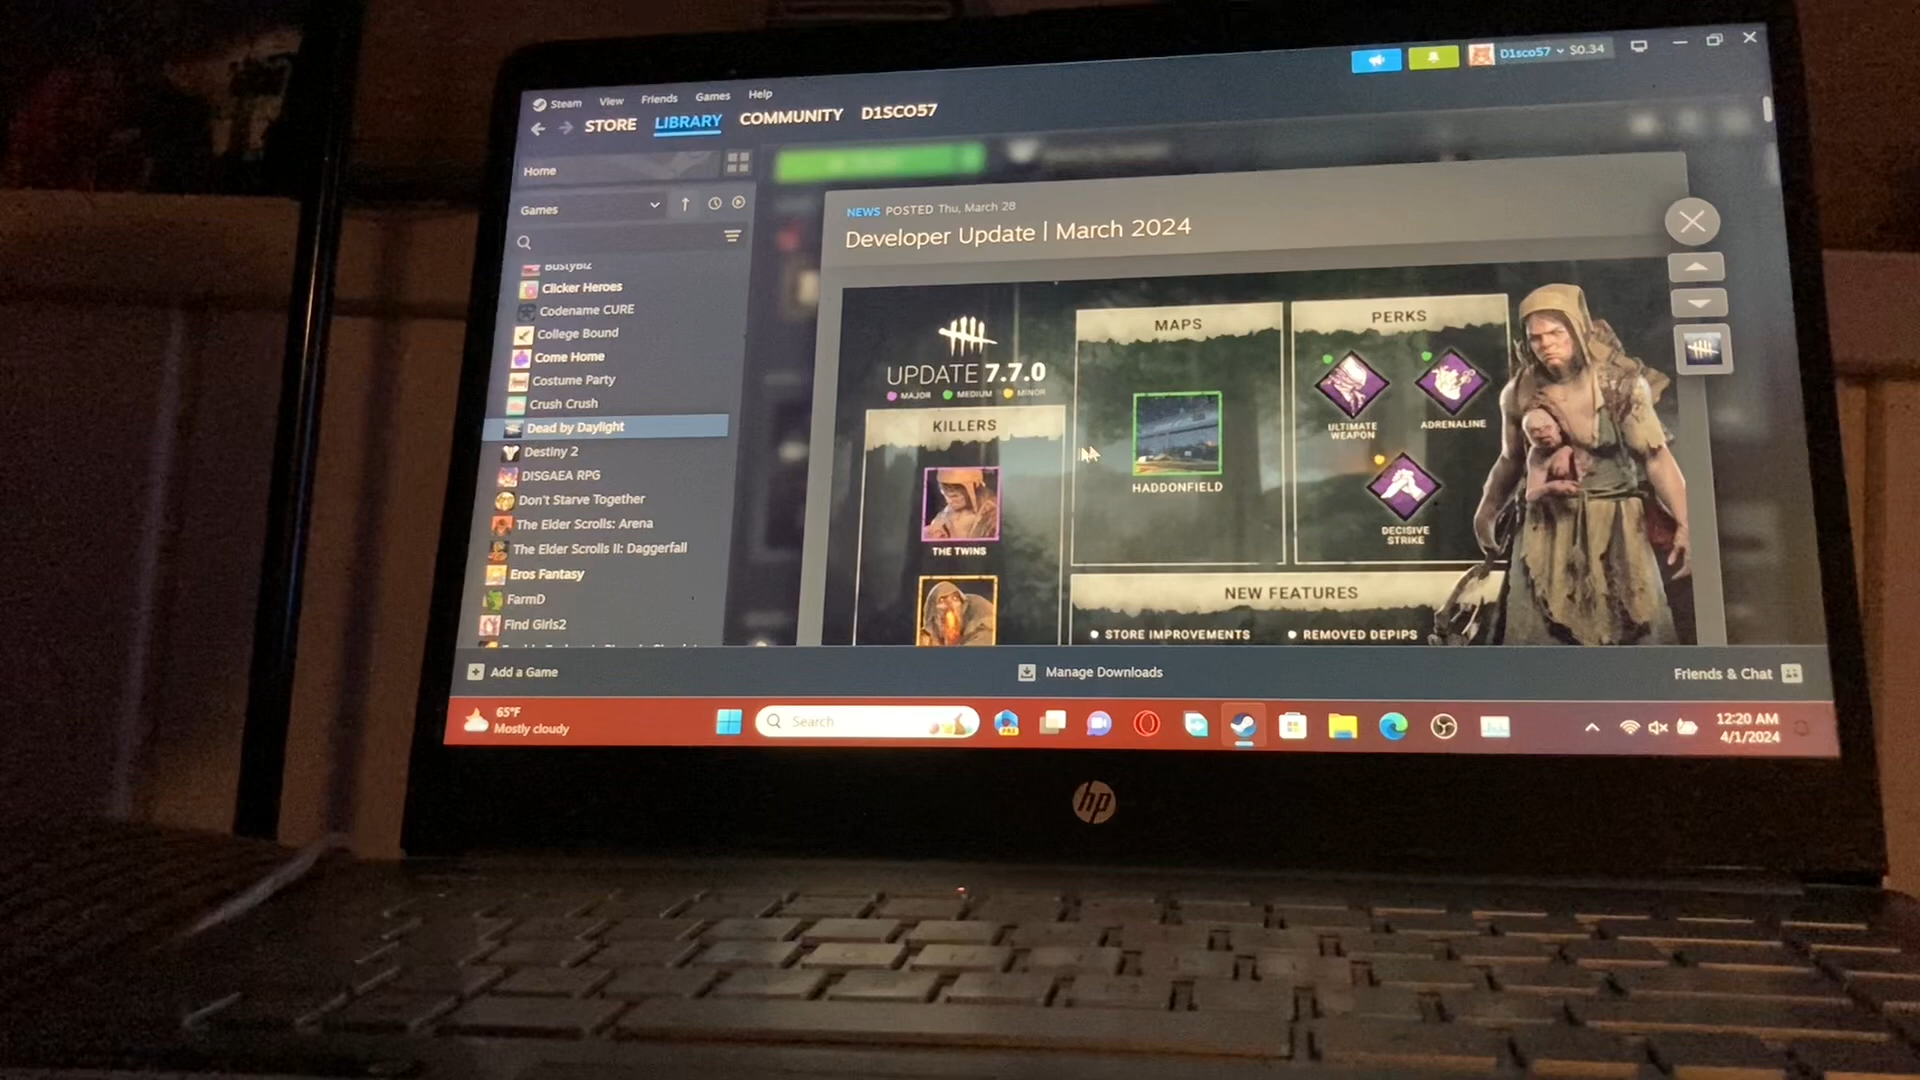 D1sco57 $0.34
Steam View Friends Games Help
STORE LIBRARY COMMUNITY D1SCO57
Home
NEWS POSTED Thu, March 28
Games
Developer Update | March 2024
BustyBiz
Clicker Heroes
Codename CURE
College Bound
Come Home
Costume Party
Crush Crush
Dead by Daylight
Destiny 2
DISGAEA RPG
Don't Starve Together
The Elder Scrolls: Arena
The Elder Scrolls II: Daggerfall
Eros Fantasy
FarmD
Find Girls2
UPDATE 7.7.0
MAJOR MEDIUM MINOR
KILLERS
THE TWINS
MAPS
HADDONFIELD
PERKS
ULTIMATE
WEAPON
ADRENALINE
DECISIVE
STRIKE
NEW FEATURES
STORE IMPROVEMENTS
REMOVED DEPIPS
Add a Game
Manage Downloads
Friends & Chat
65°F
Mostly cloudy
Search
12:20 AM
4/1/2024
hp